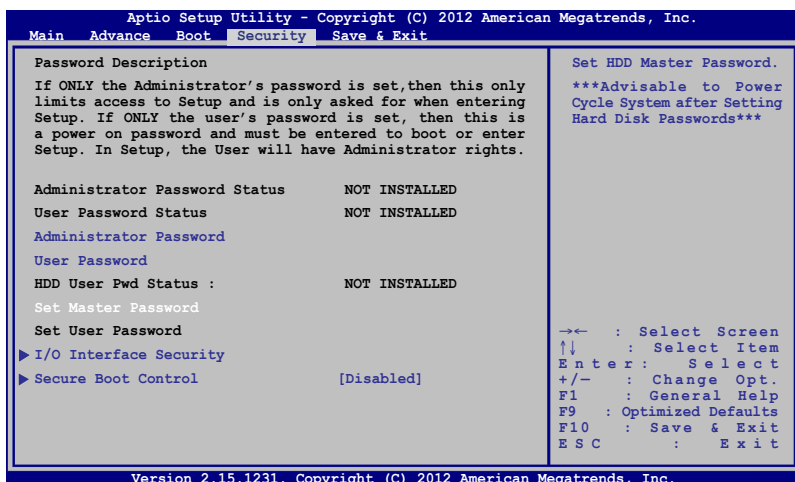 Aptio Setup Utility - Copyright (C) 2012 American Megatrends, Inc.
Main Advance Boot Security Save & Exit
Password Description
If ONLY the Administrator's password is set,then this only
limits access to Setup and is only asked for when entering
Setup. If ONLY the user's password is set, then this is
a power on password and must be entered to boot or enter
Setup. In Setup, the User will have Administrator rights.
Administrator Password Status NOT INSTALLED
User Password Status NOT INSTALLED
Administrator Password
User Password
HDD User Pwd Status : NOT INSTALLED
Set Master Password
Set User Password
I/O Interface Security
Secure Boot Control [Disabled]
Set HDD Master Password.
***Advisable to Power
Cycle System after Setting
Hard Disk Passwords***
→← : Select Screen
↑↓ : Select Item
Enter: Select
+/— : Change Opt.
F1 : General Help
F9 : Optimized Defaults
F10 : Save & Exit
ESC : Exit
Version 2.15.1231. Copyright (C) 2012 American Megatrends, Inc.